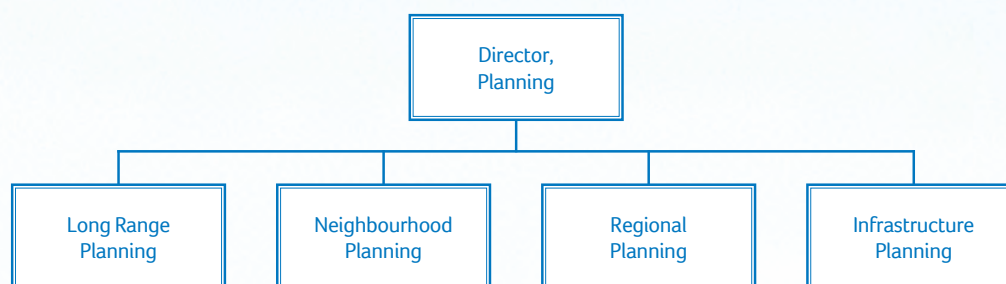 Director,
Planning
Long Range
Planning
Neighbourhood
Planning
Regional
Planning
Infrastructure
Planning